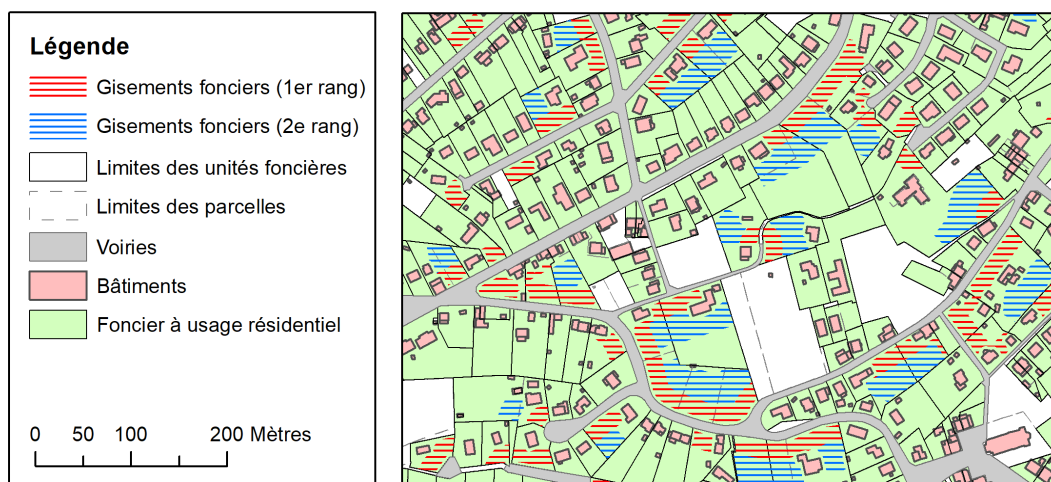 Légende
Gisements fonciers (1er rang)
Gisements fonciers (2e rang)
Limites des unités foncières
Limites des parcelles
Voiries
Bâtiments
Foncier à usage résidentiel
0 50 100 200 Mètres